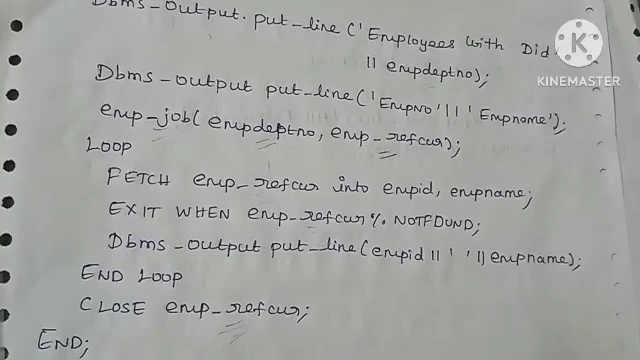 Dbms-Output. put-line ('Employees with Did'
|| empdeptno);
Dbms-output put-line('EmpNo' || ' Empname');
emp-job( empdeptno, emp-refcur);
LOOP
FETCH emp-refcur into empid, empname;
EXIT WHEN emp-refcur % NOTFOUND;
Dbms-output put-line(empid || ' ' || empname);
END LOOP
CLOSE emp-refcur;
END;
KINEMASTER